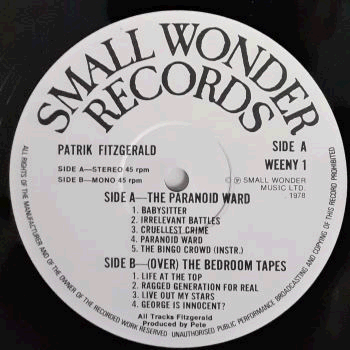 SMALL WONDER
RECORDS
PATRIK FITZGERALD
SIDE A
WEENY 1
SIDE A—STEREO 45 rpm
SIDE B—MONO 45 rpm
© ℗ SMALL WONDER
MUSIC LTD.
1978
SIDE A—THE PARANOID WARD
1. BABYSITTER
2. IRRELEVANT BATTLES
3. CRUELLEST CRIME
4. PARANOID WARD
5. THE BINGO CROWD (INSTR.)
SIDE B—(OVER) THE BEDROOM TAPES
1. LIFE AT THE TOP
2. RAGGED GENERATION FOR REAL
3. LIVE OUT MY STARS
4. GEORGE IS INNOCENT?
All Tracks Fitzgerald
Produced by Pete
ALL RIGHTS OF THE MANUFACTURER AND OF THE OWNER OF THE RECORDED WORK RESERVED UNAUTHORISED PUBLIC PERFORMANCE BROADCASTING AND COPYING OF THIS RECORD PROHIBITED